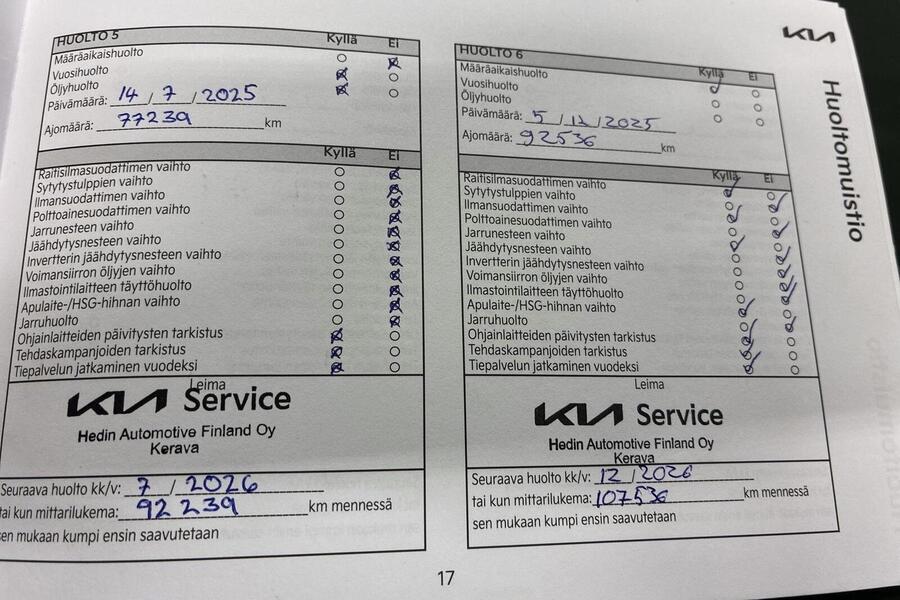 KIA
Huoltomuistio
HUOLTO 5 Kyllä Ei
Määräaikaishuolto
Vuosihuolto
Öljyhuolto
Päivämäärä: 14 / 7 / 2025
Ajomäärä: 77239 km
Kyllä Ei
Raitisilmasuodattimen vaihto
Sytytystulppien vaihto
Ilmansuodattimen vaihto
Polttoainesuodattimen vaihto
Jarrunesteen vaihto
Jäähdytysnesteen vaihto
Invertterin jäähdytysnesteen vaihto
Voimansiirron öljyjen vaihto
Ilmastointilaitteen täyttöhuolto
Apulaite-/HSG-hihnan vaihto
Jarruhuolto
Ohjainlaitteiden päivitysten tarkistus
Tehdaskampanjoiden tarkistus
Tiepalvelun jatkaminen vuodeksi
Leima
KIA Service
Hedin Automotive Finland Oy
Kerava
Seuraava huolto kk/v: 7 / 2026
tai kun mittarilukema: 92 239 km mennessä
sen mukaan kumpi ensin saavutetaan
HUOLTO 6 Kyllä Ei
Määräaikaishuolto
Vuosihuolto
Öljyhuolto
Päivämäärä: 5 / 12 / 2025
Ajomäärä: 92536 km
Kyllä Ei
Raitisilmasuodattimen vaihto
Sytytystulppien vaihto
Ilmansuodattimen vaihto
Polttoainesuodattimen vaihto
Jarrunesteen vaihto
Jäähdytysnesteen vaihto
Invertterin jäähdytysnesteen vaihto
Voimansiirron öljyjen vaihto
Ilmastointilaitteen täyttöhuolto
Apulaite-/HSG-hihnan vaihto
Jarruhuolto
Ohjainlaitteiden päivitysten tarkistus
Tehdaskampanjoiden tarkistus
Tiepalvelun jatkaminen vuodeksi
Leima
KIA Service
Hedin Automotive Finland Oy
Kerava
Seuraava huolto kk/v: 12 / 2026
tai kun mittarilukema: 107536 km mennessä
sen mukaan kumpi ensin saavutetaan
17